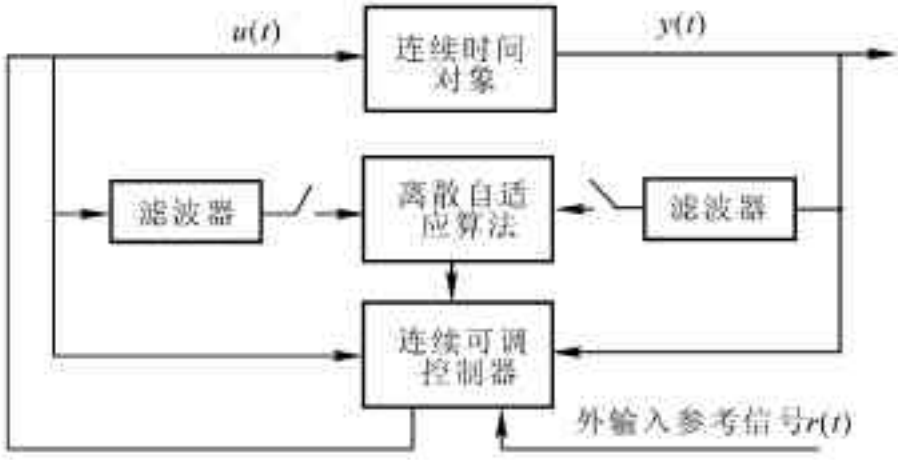 u(t)
y(t)
连续时间
对象
滤波器
离散自适
应算法
滤波器
连续可调
控制器
外输入参考信号r(t)